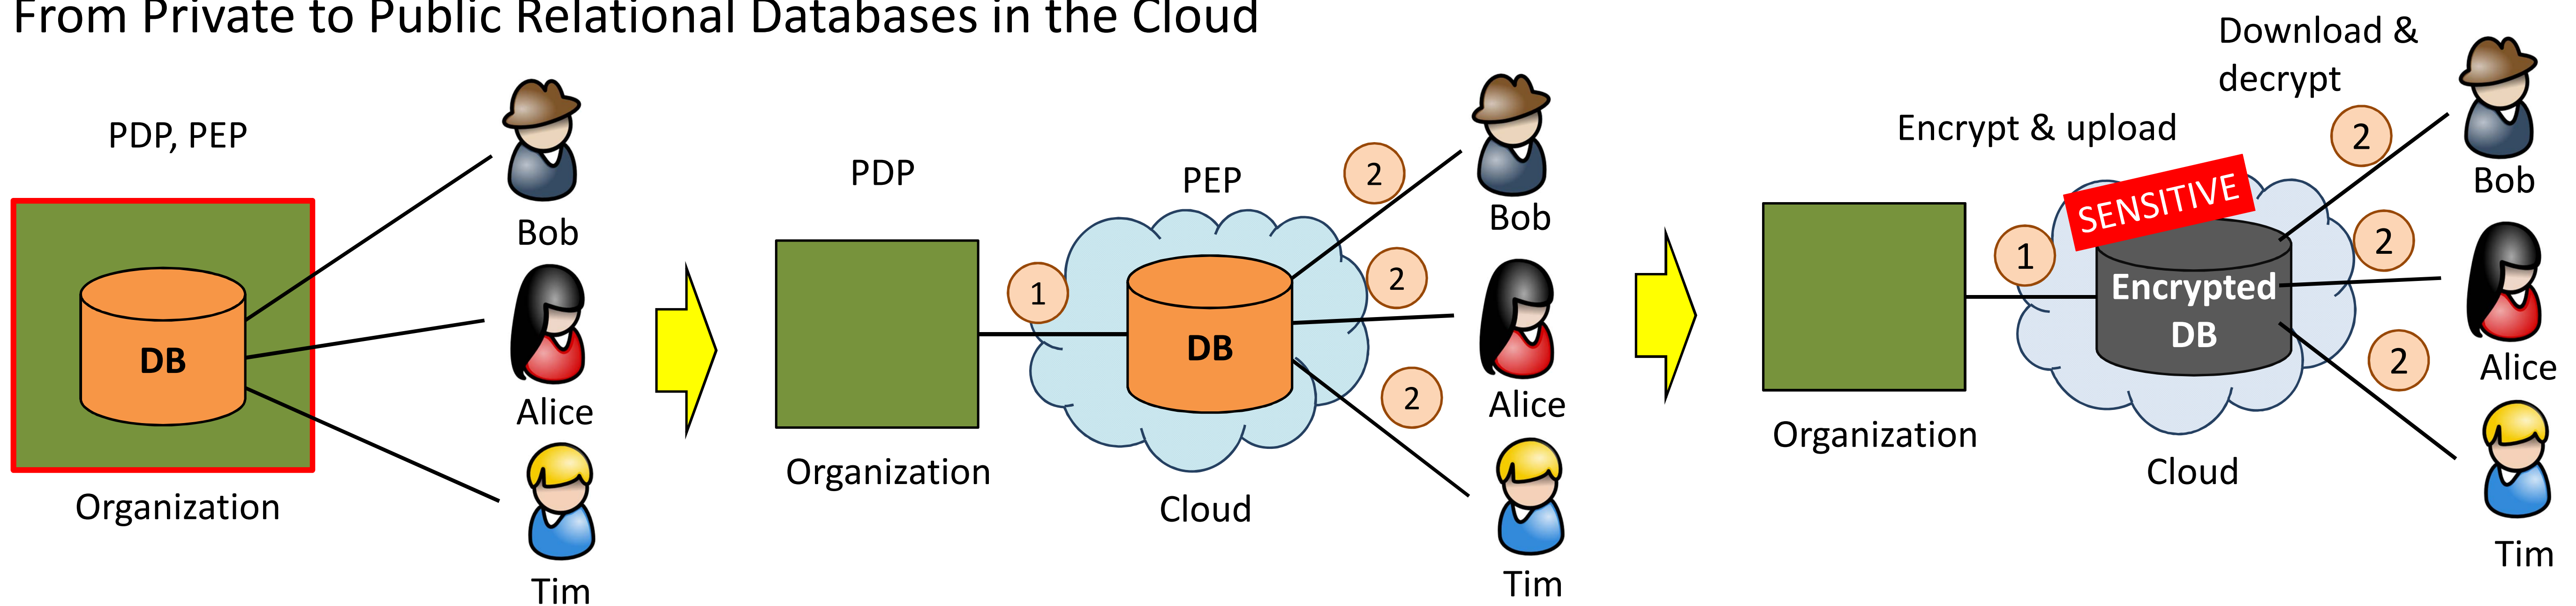 From Private to Public Relational Databases in the Cloud
PDP, PEP
DB
Organization
Bob
Alice
Tim
PDP
Organization
1
PEP
DB
Cloud
2
2
2
Bob
Alice
Tim
Organization
Encrypt & upload
1
SENSITIVE
Encrypted
DB
Cloud
Download &
decrypt
2
2
2
Bob
Alice
Tim